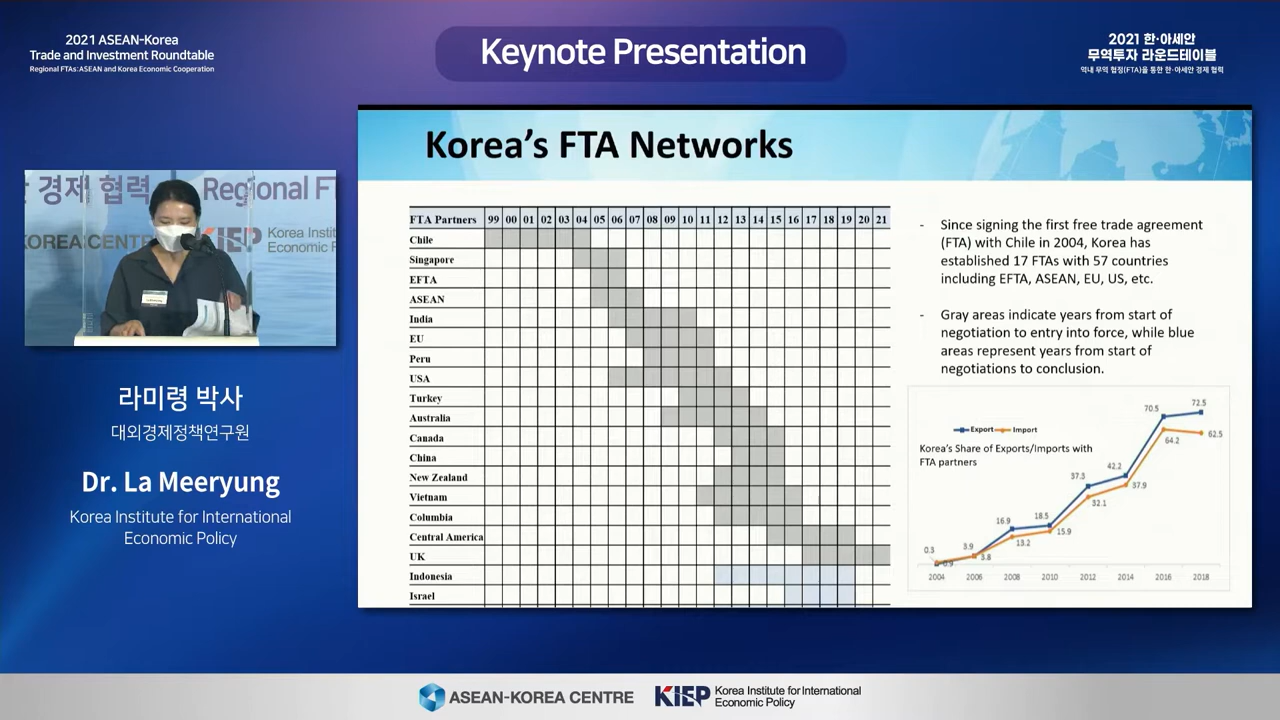 2021 ASEAN-Korea
Trade and Investment Roundtable
Regional FTAs:ASEAN and Korea Economic Cooperation
Keynote Presentation
2021 한·아세안
무역투자 라운드테이블
역내 무역 협정(FTA)을 통한 한·아세안 경제 협력
경제 협력
Regional F
KOREA CENT
KIEP
Korea Instit
Economic Poli
라미령 박사
대외경제정책연구원
Dr. La Meeryung
Korea Institute for International
Economic Policy
Korea's FTA Networks
FTA Partners 99 00 01 02 03 04 05 06 07 08 09 10 11 12 13 14 15 16 17 18 19 20 21
Chile
Singapore
EFTA
ASEAN
India
EU
Peru
USA
Turkey
Australia
Canada
China
New Zealand
Vietnam
Columbia
Central America
UK
Indonesia
Israel
- Since signing the first free trade agreement
(FTA) with Chile in 2004, Korea has
established 17 FTAs with 57 countries
including EFTA, ASEAN, EU, US, etc.
- Gray areas indicate years from start of
negotiation to entry into force, while blue
areas represent years from start of
negotiations to conclusion.
Export Import
Korea's Share of Exports/Imports with
FTA partners
0.3 3.9 16.9 18.5 37.3 42.2 70.5 72.5
0.9 3.8 13.2 15.9 32.1 37.9 64.2 62.5
2004 2006 2008 2010 2012 2014 2016 2018
ASEAN-KOREA CENTRE
KIEP
Korea Institute for International
Economic Policy